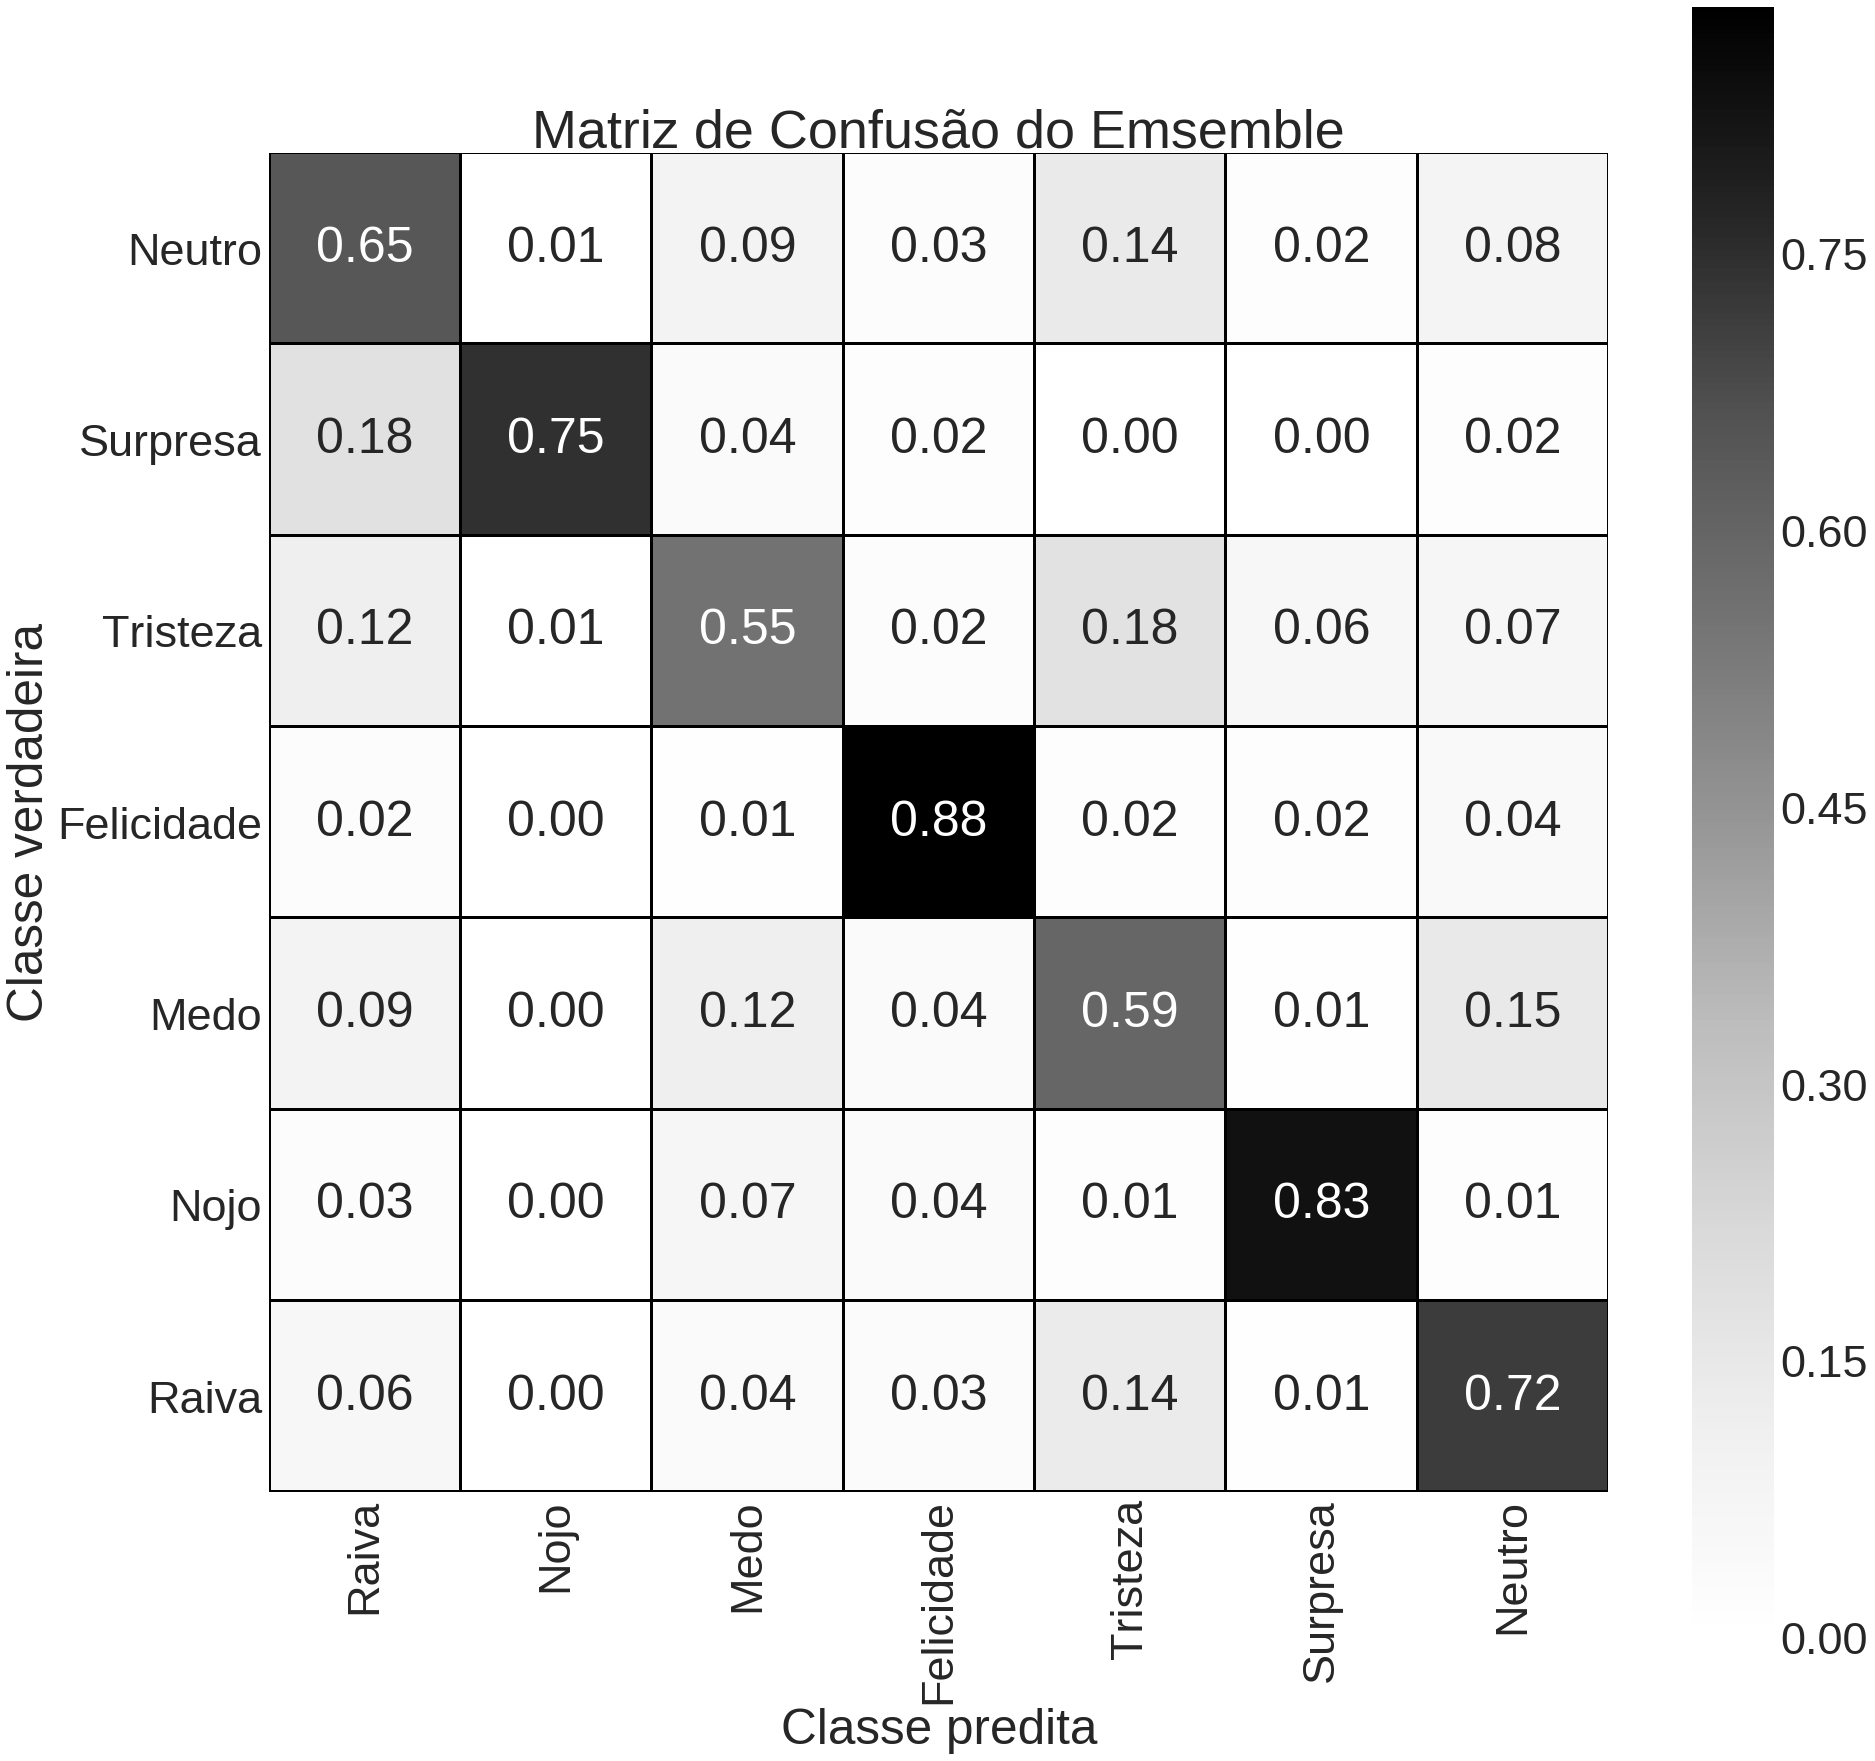 Matriz de Confusão do Emsemble
Classe verdadeira
Neutro 0.65 0.01 0.09 0.03 0.14 0.02 0.08
Surpresa 0.18 0.75 0.04 0.02 0.00 0.00 0.02
Tristeza 0.12 0.01 0.55 0.02 0.18 0.06 0.07
Felicidade 0.02 0.00 0.01 0.88 0.02 0.02 0.04
Medo 0.09 0.00 0.12 0.04 0.59 0.01 0.15
Nojo 0.03 0.00 0.07 0.04 0.01 0.83 0.01
Raiva 0.06 0.00 0.04 0.03 0.14 0.01 0.72
Raiva Nojo Medo Felicidade Tristeza Surpresa Neutro
Classe predita
0.75
0.60
0.45
0.30
0.15
0.00